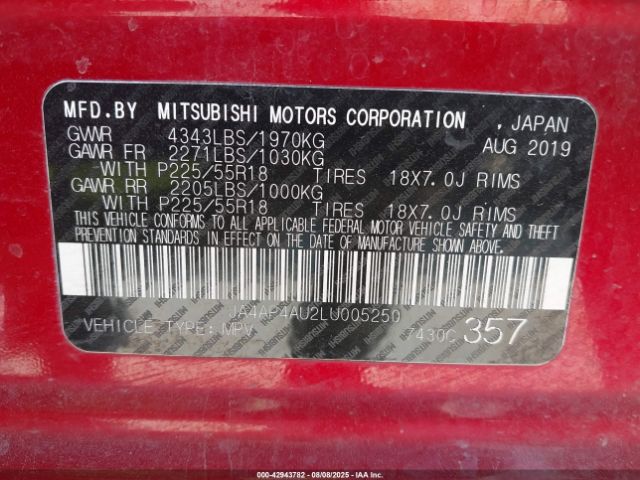 MFD.BY MITSUBISHI MOTORS CORPORATION , JAPAN
GVWR 4343LBS/1970KG AUG 2019
GAWR FR 2271LBS/1030KG
-WITH P225/55R18 TIRES 18X7.0J RIMS
GAWR RR 2205LBS/1000KG
-WITH P225/55R18 TIRES 18X7.0J RIMS
THIS VEHICLE CONFORMS TO ALL APPLICABLE FEDERAL MOTOR VEHICLE SAFETY AND THEFT
PREVENTION STANDARDS IN EFFECT ON THE DATE OF MANUFACTURE SHOWN ABOVE.
JA4AP4AU2LU005250
VEHICLE TYPE: MPV 7430C 357
000-42943782 - 08/08/2025 - IAAI.COM